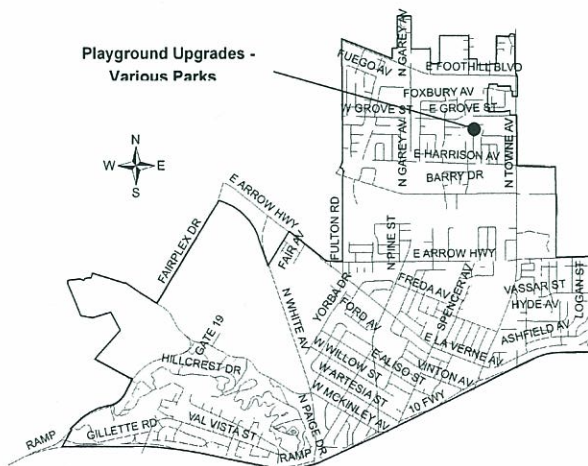 Playground Upgrades -
Various Parks
N
W E
S
N GAREY AV
FUEGO AV
E FOOTHILL BLVD
FOXBURY AV
W GROVE ST
E GROVE ST
N GAREY AV
N TOWNE AV
E HARRISON AV
BARRY DR
E ARROW HWY
FAIRPLEX DR
FAIR AV
FULTON RD
N PINE ST
E ARROW HWY
N WHITE AV
YORBA DR
FREDA AV
SPENCER AV
VASSAR ST
HYDE AV
LOGAN ST
FORD AV
ASHFIELD AV
GATE 19
E LA VERNE AV
HILLCREST DR
W WILLOW ST
E ALISO ST
VINTON AV
W ARTESIA ST
W MCKINLEY AV
10 FWY
N PAIGE DR
GILLETTE RD
VAL VISTA ST
RAMP
RAMP